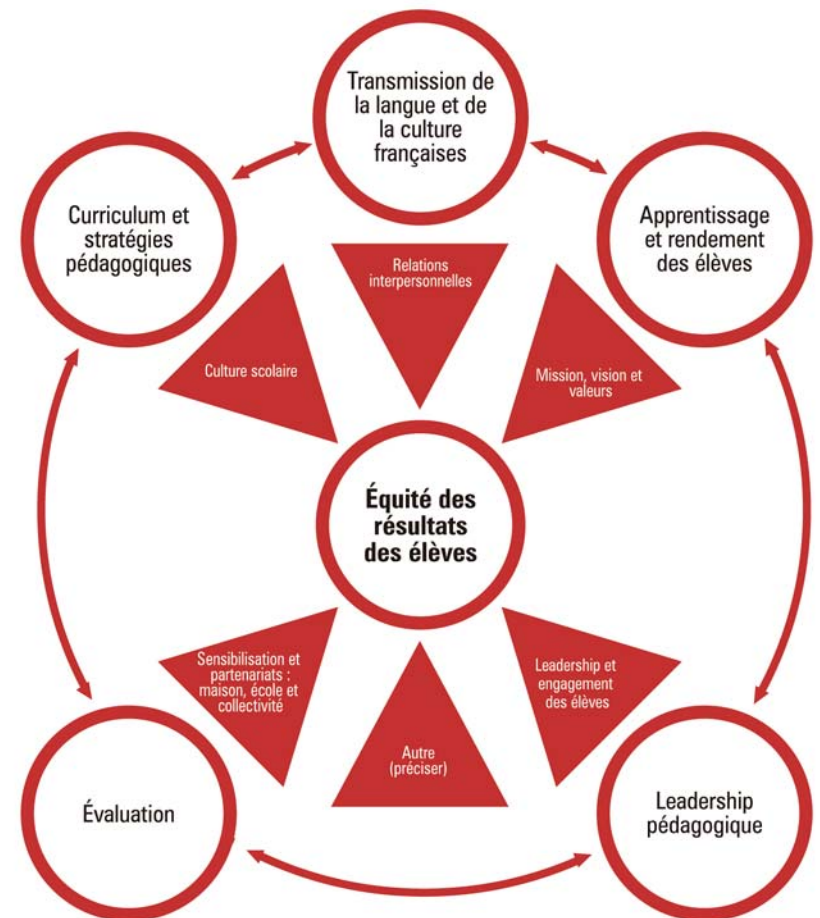 Transmission de
la langue et de
la culture
françaises
Curriculum et
stratégies
pédagogiques
Apprentissage
et rendement
des élèves
Relations
interpersonnelles
Culture scolaire
Mission, vision et
valeurs
Équité des
résultats
des élèves
Sensibilisation et
partenariats :
maison, école et
collectivité
Leadership et
engagement
des élèves
Autre
(préciser)
Évaluation
Leadership
pédagogique